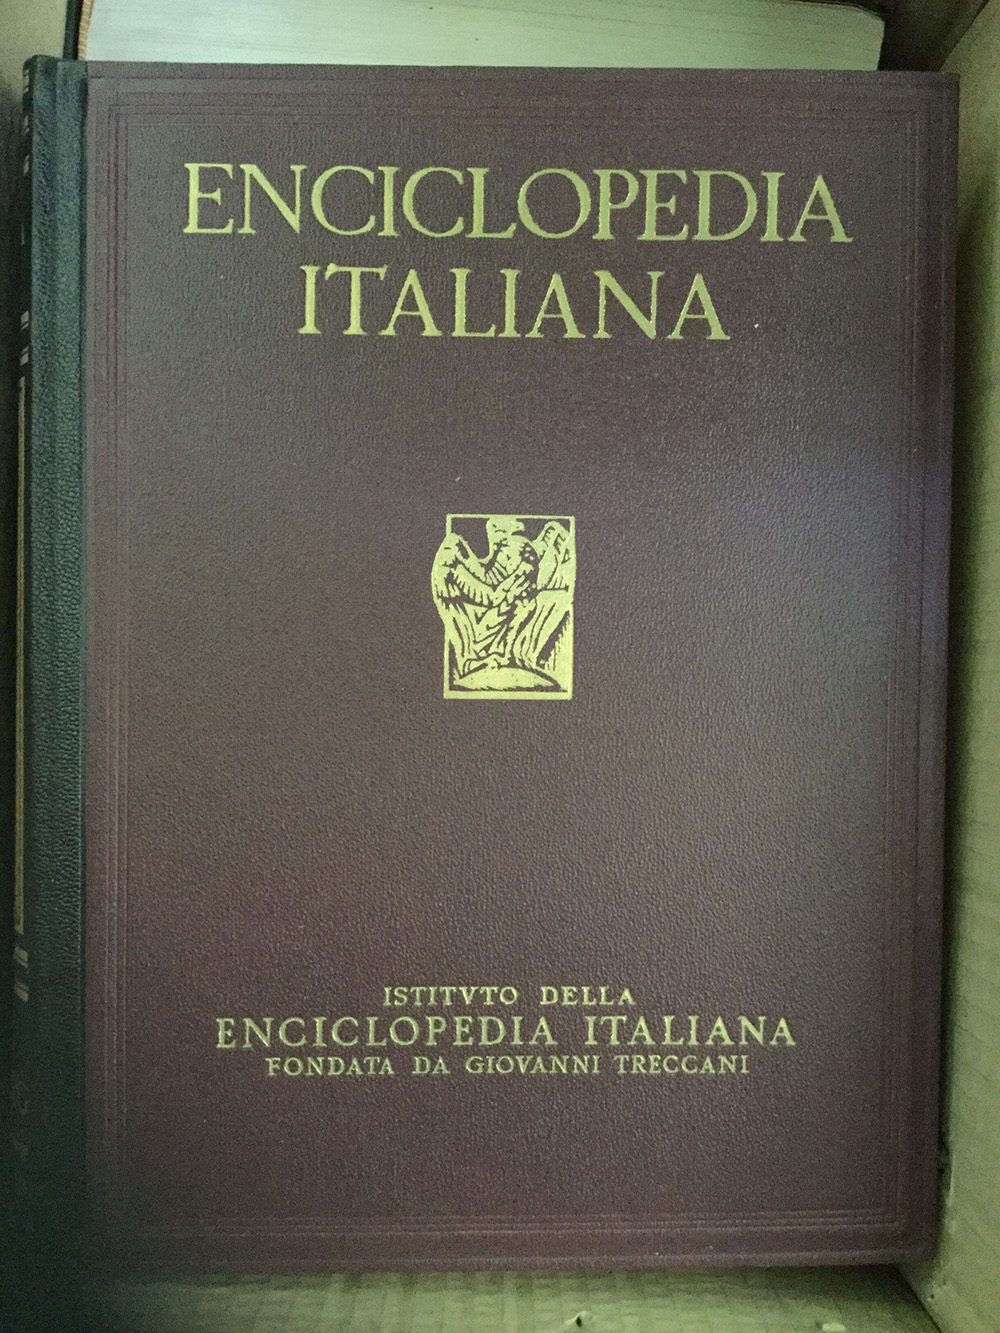 ENCICLOPEDIA
ITALIANA
ISTITVTO DELLA
ENCICLOPEDIA ITALIANA
FONDATA DA GIOVANNI TRECCANI